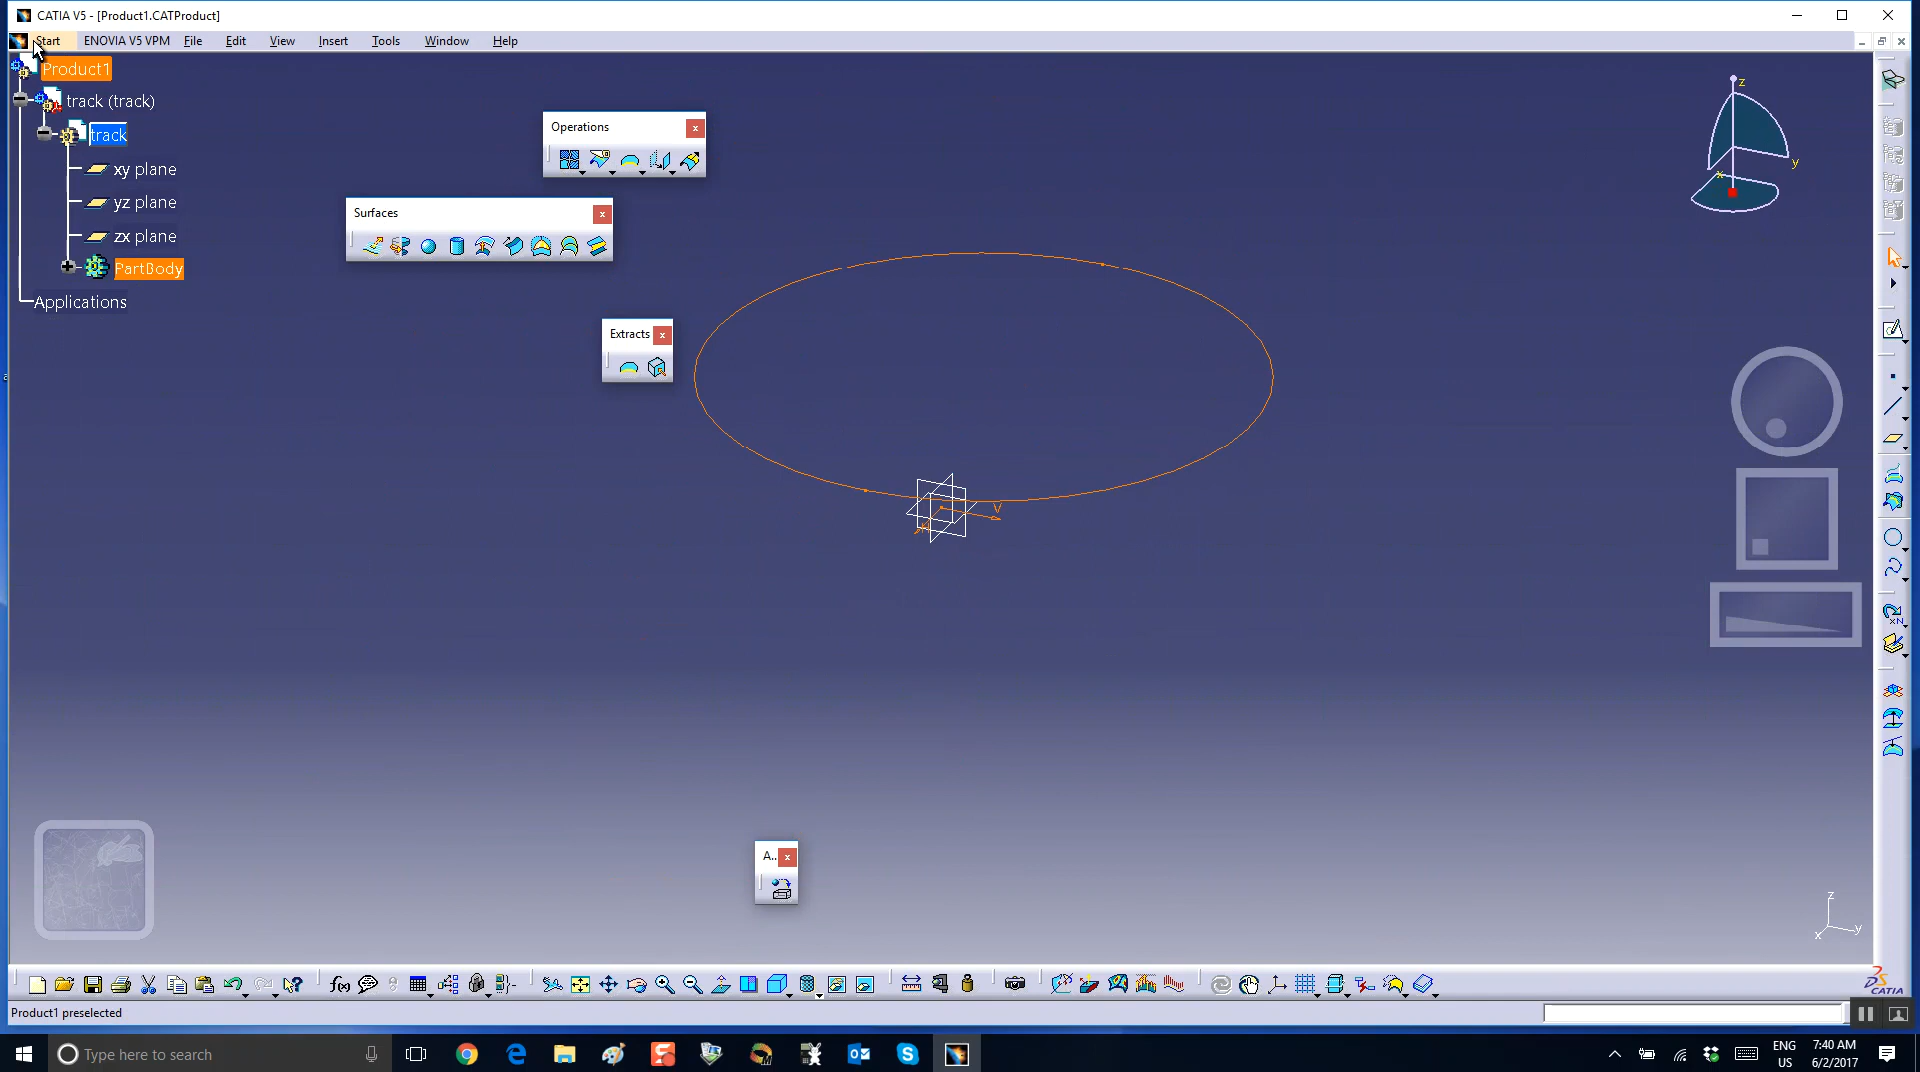 CATIA V5 - [Product1.CATProduct]
Start ENOVIA V5 VPM File Edit View Insert Tools Window Help
Product1
track (track)
track
xy plane
yz plane
zx plane
PartBody
Applications
Operations
Surfaces
Extracts
A..
z
y
x
V
z
x y
CATIA
Product1 preselected
Type here to search
ENG
US
7:40 AM
6/2/2017